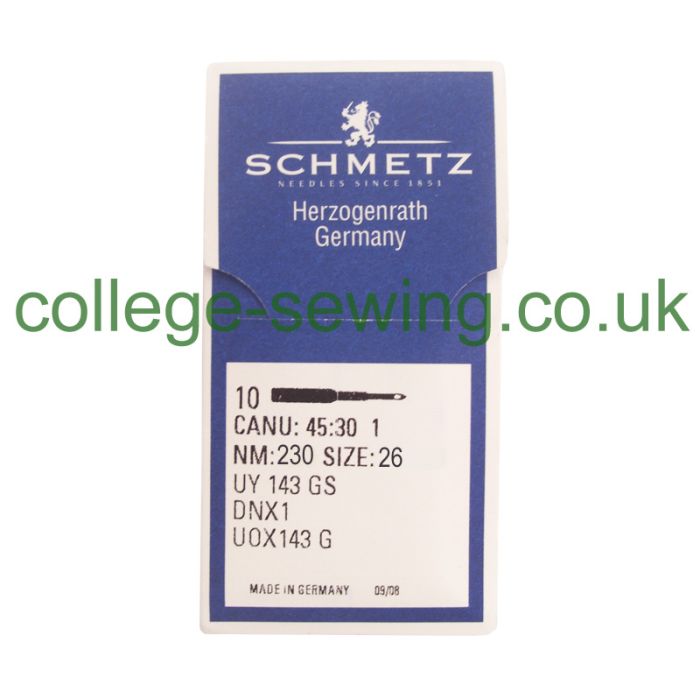 SCHMETZ
NEEDLES SINCE 1851
Herzogenrath
Germany
college-sewing.co.uk
10
CANU: 45:30 1
NM:230 SIZE:26
UY 143 GS
DNX1
UOX143 G
MADE IN GERMANY 09/08